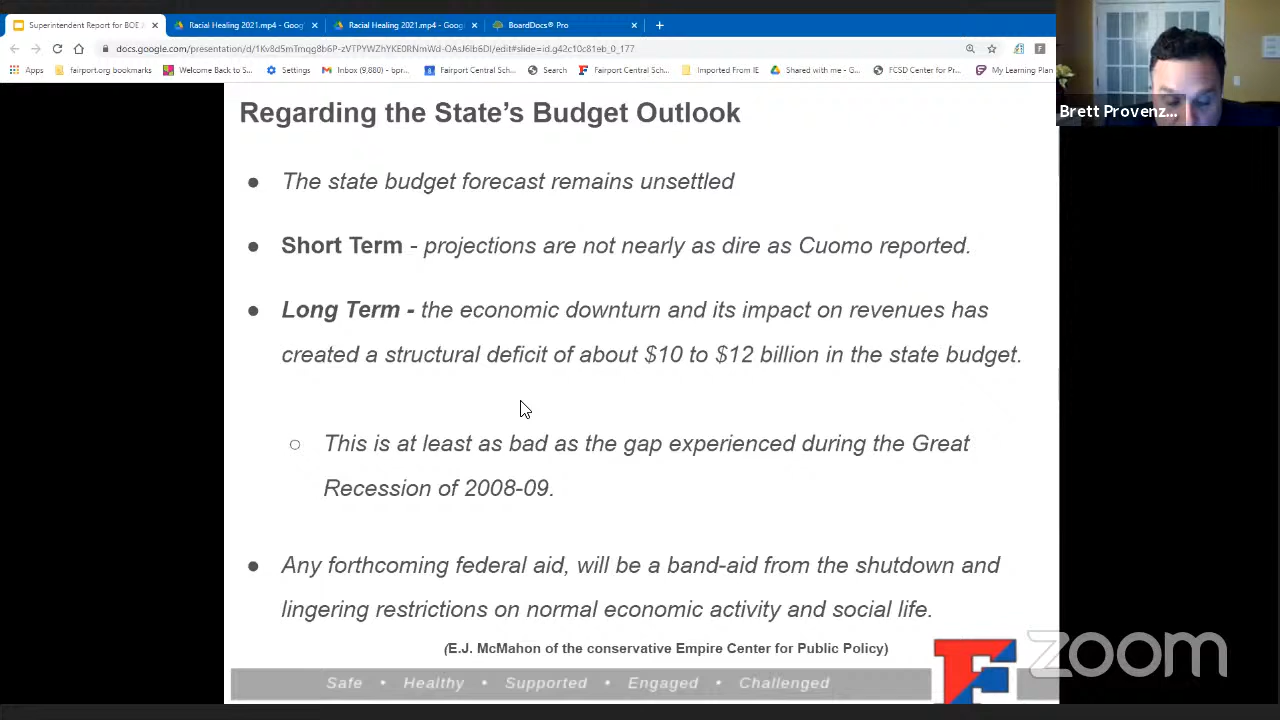 Superintendent Report for BOE
Racial Healing 2021.mp4 - Goog
Racial Healing 2021.mp4 - Goog
BoardDocs® Pro
Apps
fairport.org bookmarks
Welcome Back to S...
Settings
Inbox (9,880) - bpr...
Fairport Central Sch...
Search
Fairport Central Sch...
Imported From IE
Shared with me - G...
FCSD Center for Pr...
My Learning Plan
Brett Provenz...
Regarding the State's Budget Outlook
● The state budget forecast remains unsettled
● Short Term - projections are not nearly as dire as Cuomo reported.
● Long Term - the economic downturn and its impact on revenues has
created a structural deficit of about $10 to $12 billion in the state budget.
○ This is at least as bad as the gap experienced during the Great
Recession of 2008-09.
● Any forthcoming federal aid, will be a band-aid from the shutdown and
lingering restrictions on normal economic activity and social life.
(E.J. McMahon of the conservative Empire Center for Public Policy)
Safe • Healthy • Supported • Engaged • Challenged
F
zoom